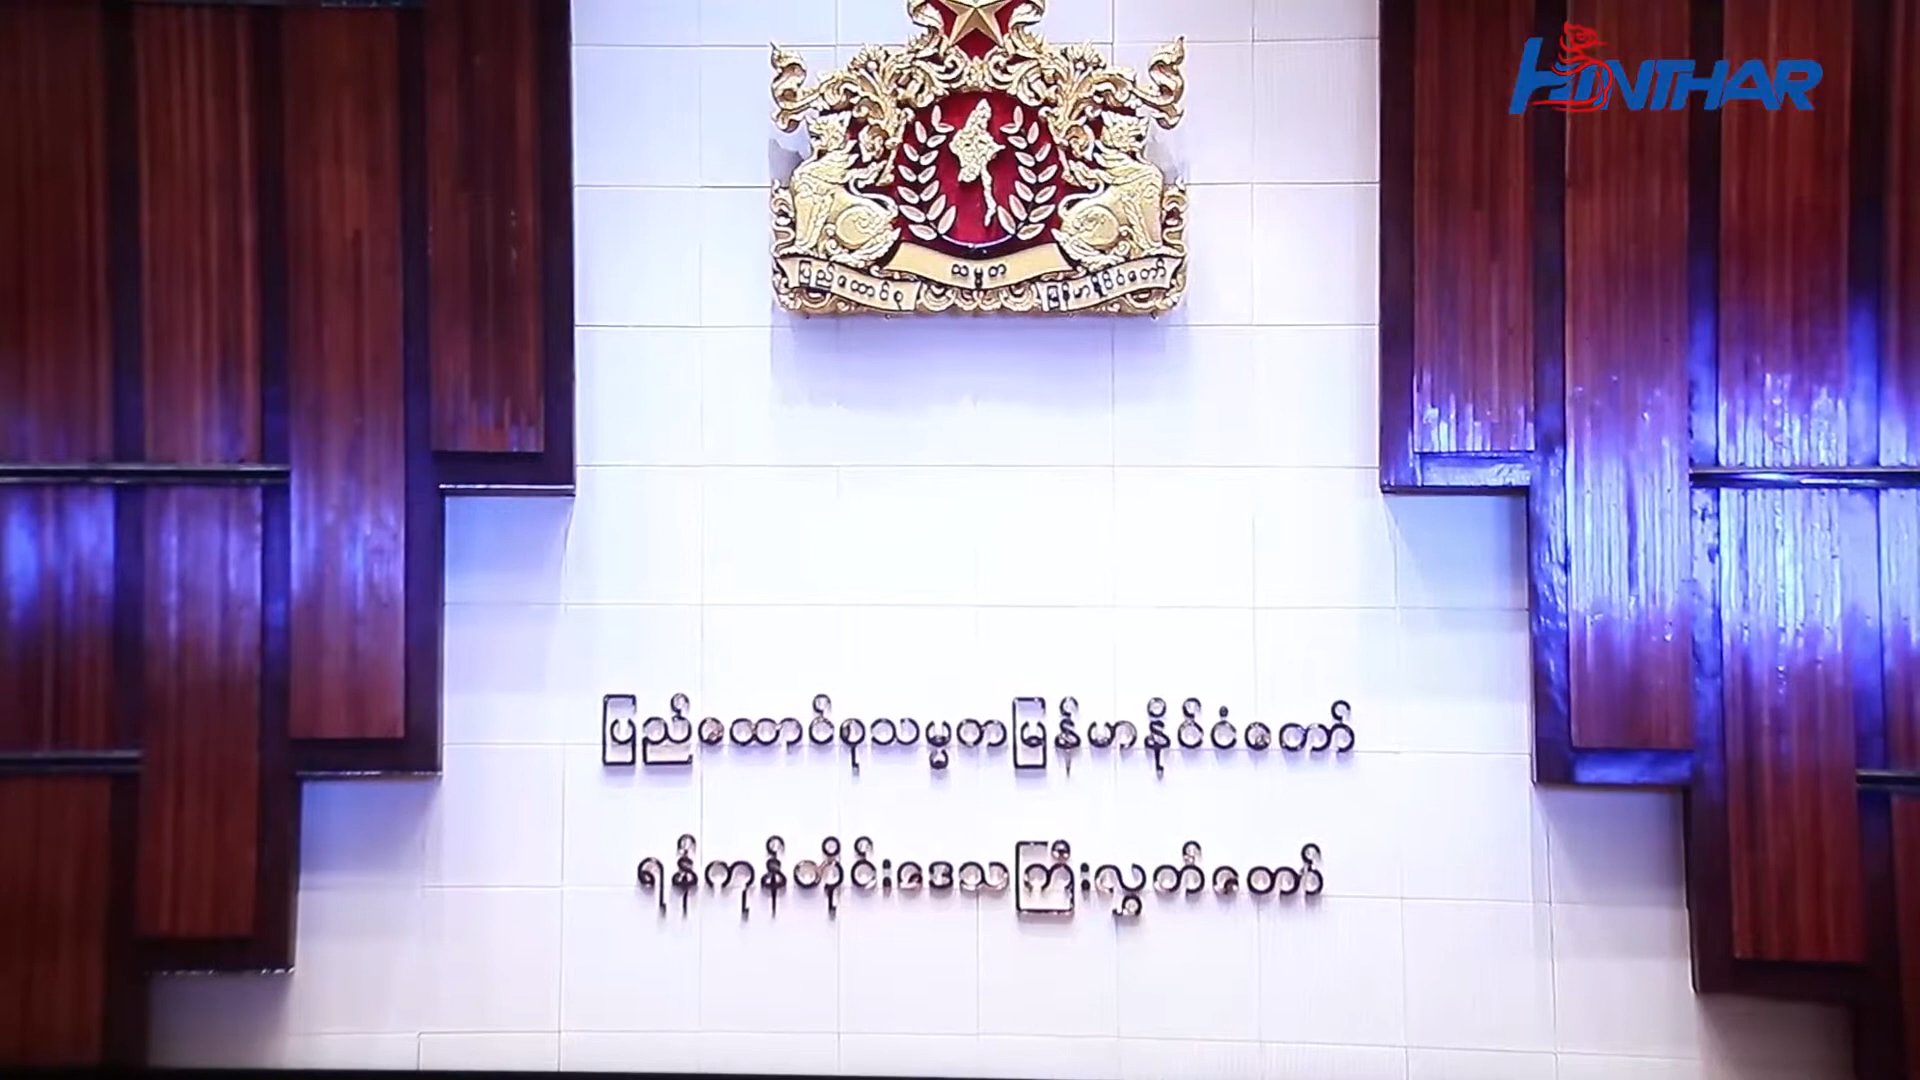 HINTHAR
သမ္မတ
ပြည်ထောင်စု
မြန်မာနိုင်ငံတော်
ပြည်ထောင်စုသမ္မတမြန်မာနိုင်ငံတော်
ရန်ကုန်တိုင်းဒေသကြီးလွှတ်တော်